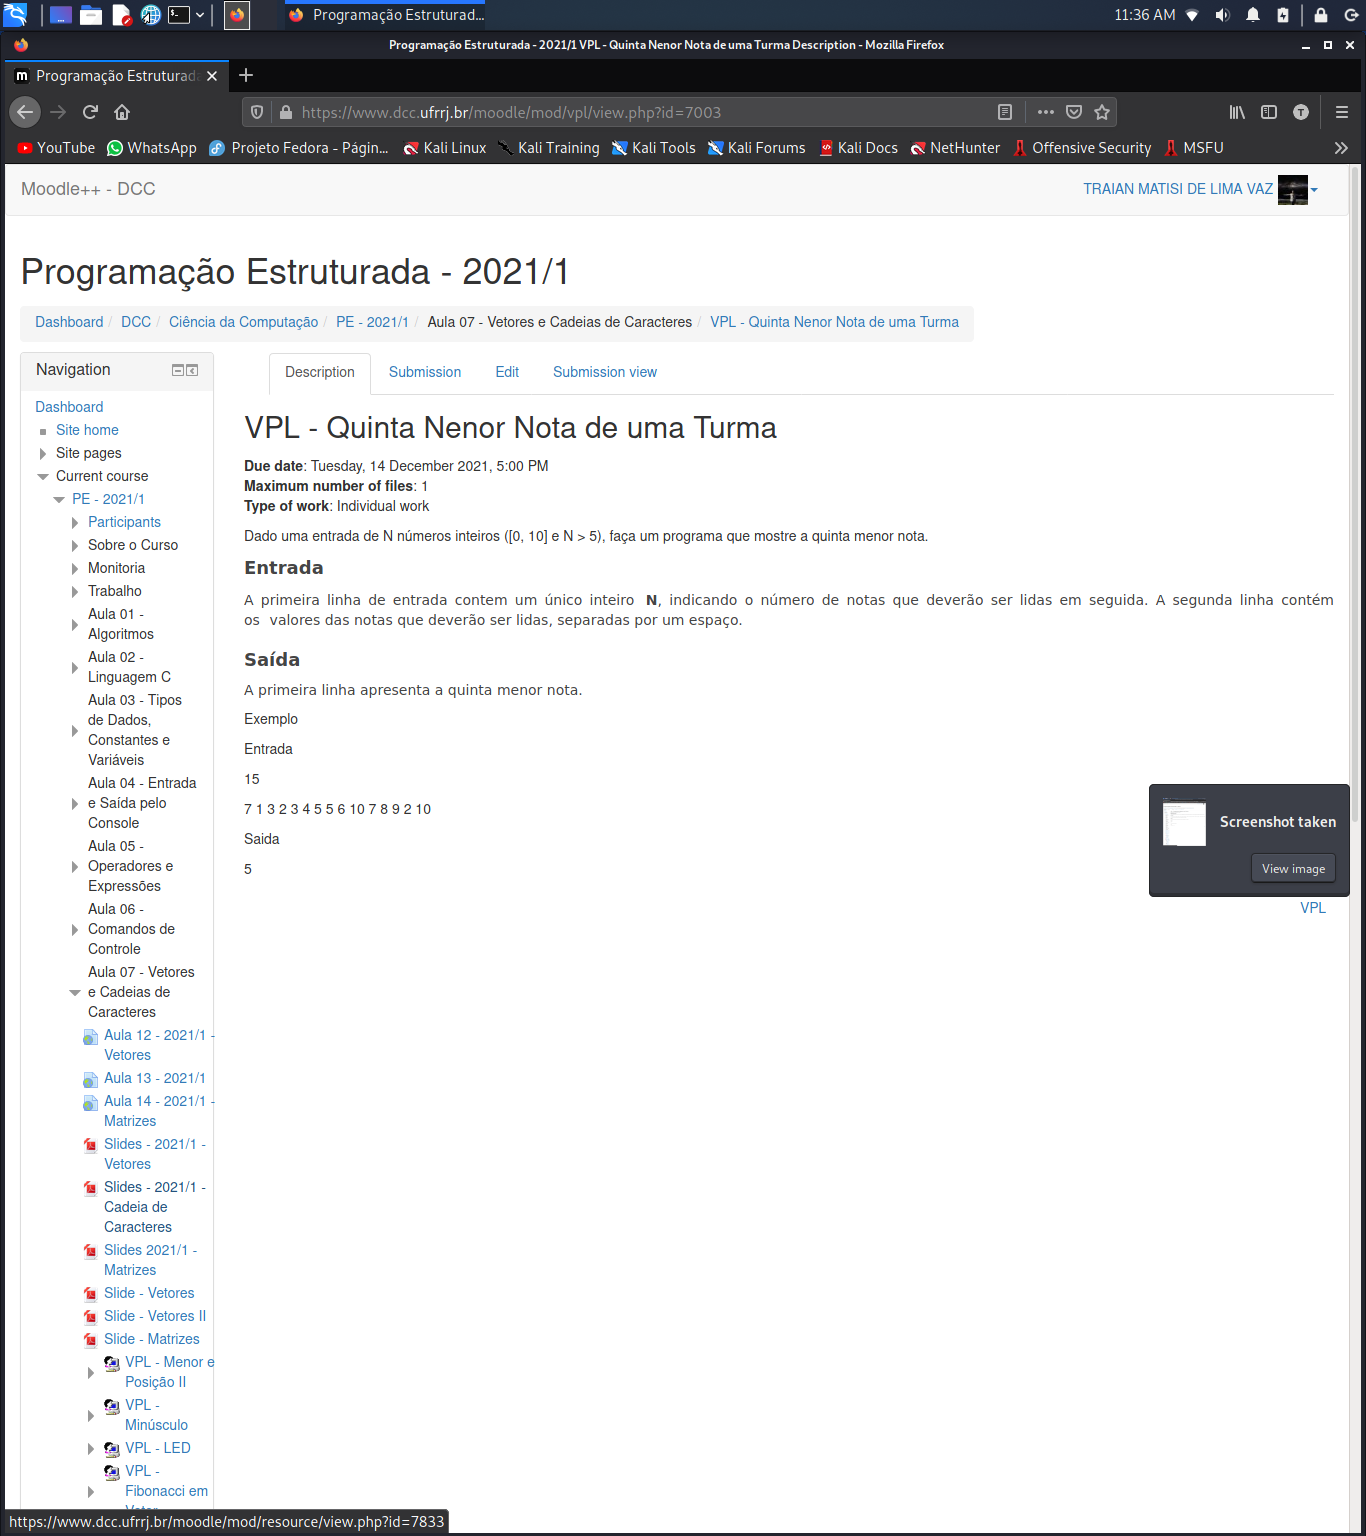 Programação Estruturad...
11:36 AM
Programação Estruturada - 2021/1 VPL - Quinta Nenor Nota de uma Turma Description - Mozilla Firefox
Programação Estruturad
https://www.dcc.ufrrj.br/moodle/mod/vpl/view.php?id=7003
YouTube WhatsApp Projeto Fedora - Págin... Kali Linux Kali Training Kali Tools Kali Forums Kali Docs NetHunter Offensive Security MSFU
Moodle++ - DCC
TRAIAN MATISI DE LIMA VAZ
Programação Estruturada - 2021/1
Dashboard / DCC / Ciência da Computação / PE - 2021/1 / Aula 07 - Vetores e Cadeias de Caracteres / VPL - Quinta Nenor Nota de uma Turma
Navigation
Dashboard
Site home
Site pages
Current course
PE - 2021/1
Participants
Sobre o Curso
Monitoria
Trabalho
Aula 01 -
Algoritmos
Aula 02 -
Linguagem C
Aula 03 - Tipos
de Dados,
Constantes e
Variáveis
Aula 04 - Entrada
e Saída pelo
Console
Aula 05 -
Operadores e
Expressões
Aula 06 -
Comandos de
Controle
Aula 07 - Vetores
e Cadeias de
Caracteres
Aula 12 - 2021/1 -
Vetores
Aula 13 - 2021/1
Aula 14 - 2021/1 -
Matrizes
Slides - 2021/1 -
Vetores
Slides - 2021/1 -
Cadeia de
Caracteres
Slides 2021/1 -
Matrizes
Slide - Vetores
Slide - Vetores II
Slide - Matrizes
VPL - Menor e
Posição II
VPL -
Minúsculo
VPL - LED
VPL -
Fibonacci em
Vetor
Description Submission Edit Submission view
VPL - Quinta Nenor Nota de uma Turma
Due date: Tuesday, 14 December 2021, 5:00 PM
Maximum number of files: 1
Type of work: Individual work
Dado uma entrada de N números inteiros ([0, 10] e N > 5), faça um programa que mostre a quinta menor nota.
Entrada
A primeira linha de entrada contem um único inteiro N, indicando o número de notas que deverão ser lidas em seguida. A segunda linha contém
os valores das notas que deverão ser lidas, separadas por um espaço.
Saída
A primeira linha apresenta a quinta menor nota.
Exemplo
Entrada
15
7 1 3 2 3 4 5 5 6 10 7 8 9 2 10
Saida
5
Screenshot taken
View image
VPL
https://www.dcc.ufrrj.br/moodle/mod/resource/view.php?id=7833